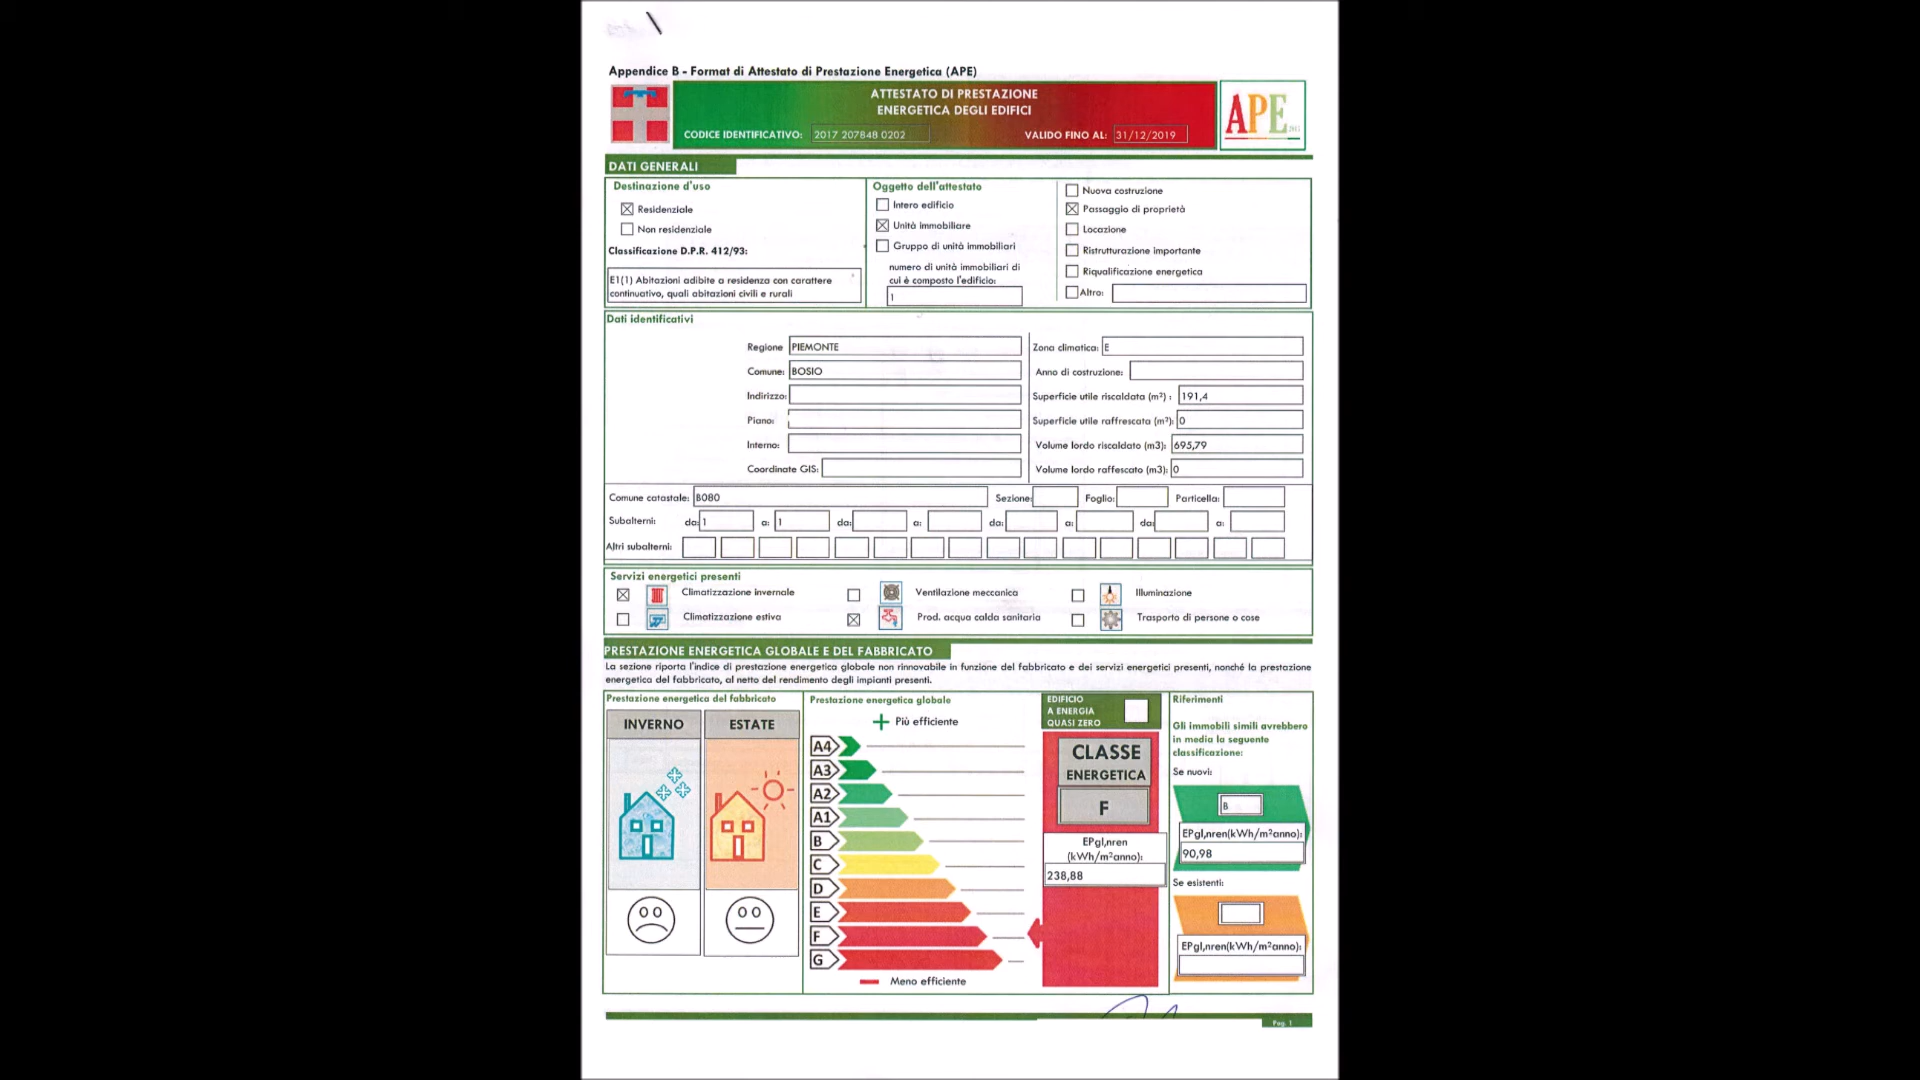 Appendice B - Format di Attestato di Prestazione Energetica (APE)
ATTESTATO DI PRESTAZIONE
ENERGETICA DEGLI EDIFICI
CODICE IDENTIFICATIVO: 2017 207848 0202 VALIDO FINO AL: 31/12/2019
APE
DATI GENERALI
Destinazione d'uso
Residenziale
Non residenziale
Classificazione D.P.R. 412/93:
E1(1) Abitazioni adibite a residenza con carattere
continuativo, quali abitazioni civili e rurali
Oggetto dell'attestato
Intero edificio
Unità immobiliare
Gruppo di unità immobiliari
numero di unità immobiliari di
cui è composto l'edificio:
1
Nuova costruzione
Passaggio di proprietà
Locazione
Ristrutturazione importante
Riqualificazione energetica
Altro:
Dati identificativi
Regione PIEMONTE
Comune: BOSIO
Indirizzo:
Piano:
Interno:
Coordinate GIS:
Zona climatica: E
Anno di costruzione:
Superficie utile riscaldata (m²) : 191,4
Superficie utile raffrescata (m²): 0
Volume lordo riscaldato (m3): 695,79
Volume lordo raffescato (m3): 0
Comune catastale: B080 Sezione: Foglio: Particella:
Subalterni: da: 1 a: 1 da: a: da: a: da: a:
Altri subalterni:
Servizi energetici presenti
Climatizzazione invernale Ventilazione meccanica Illuminazione
Climatizzazione estiva Prod. acqua calda sanitaria Trasporto di persone o cose
PRESTAZIONE ENERGETICA GLOBALE E DEL FABBRICATO
La sezione riporta l'indice di prestazione energetica globale non rinnovabile in funzione del fabbricato e dei servizi energetici presenti, nonché la prestazione
energetica del fabbricato, al netto del rendimento degli impianti presenti.
Prestazione energetica del fabbricato
INVERNO ESTATE
Prestazione energetica globale
+ Più efficiente
A4
A3
A2
A1
B
C
D
E
F
G
Meno efficiente
EDIFICIO
A ENERGIA
QUASI ZERO
CLASSE
ENERGETICA
F
EPgl,nren
(kWh/m²anno):
238,88
Riferimenti
Gli immobili simili avrebbero
in media la seguente
classificazione:
Se nuovi:
B
EPgl,nren(kWh/m²anno):
90,98
Se esistenti:
EPgl,nren(kWh/m²anno):
Pag. 1